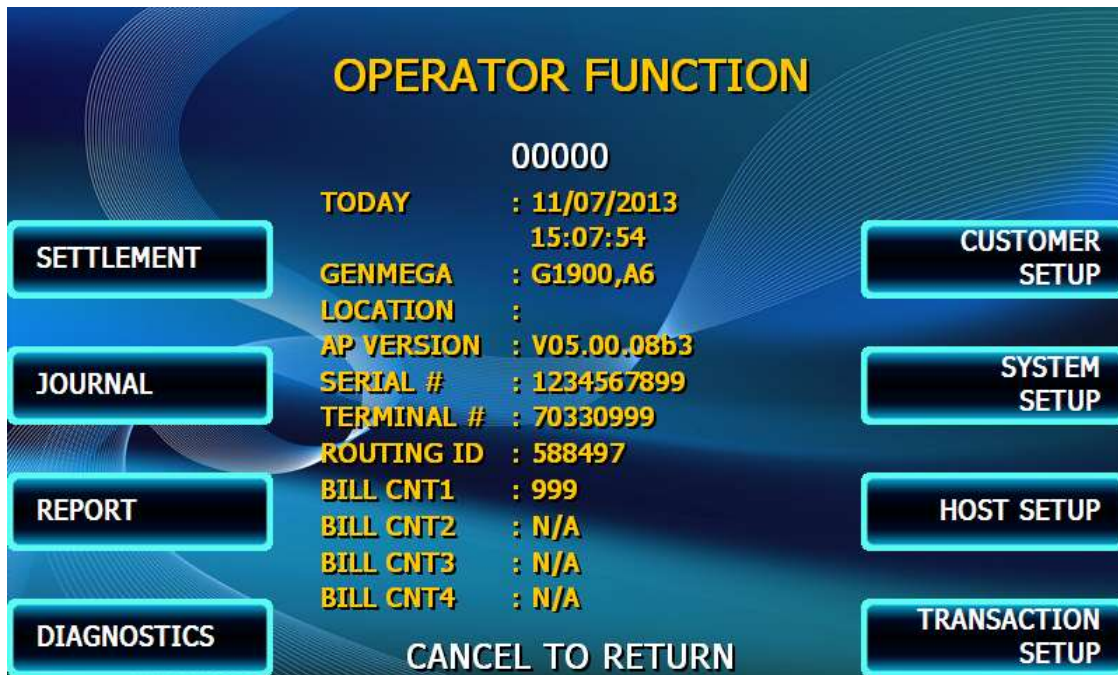 OPERATOR FUNCTION
00000
TODAY : 11/07/2013
15:07:54
GENMEGA : G1900,A6
LOCATION :
AP VERSION : V05.00.08b3
SERIAL # : 1234567899
TERMINAL # : 70330999
ROUTING ID : 588497
BILL CNT1 : 999
BILL CNT2 : N/A
BILL CNT3 : N/A
BILL CNT4 : N/A
CANCEL TO RETURN
SETTLEMENT
JOURNAL
REPORT
DIAGNOSTICS
CUSTOMER
SETUP
SYSTEM
SETUP
HOST SETUP
TRANSACTION
SETUP